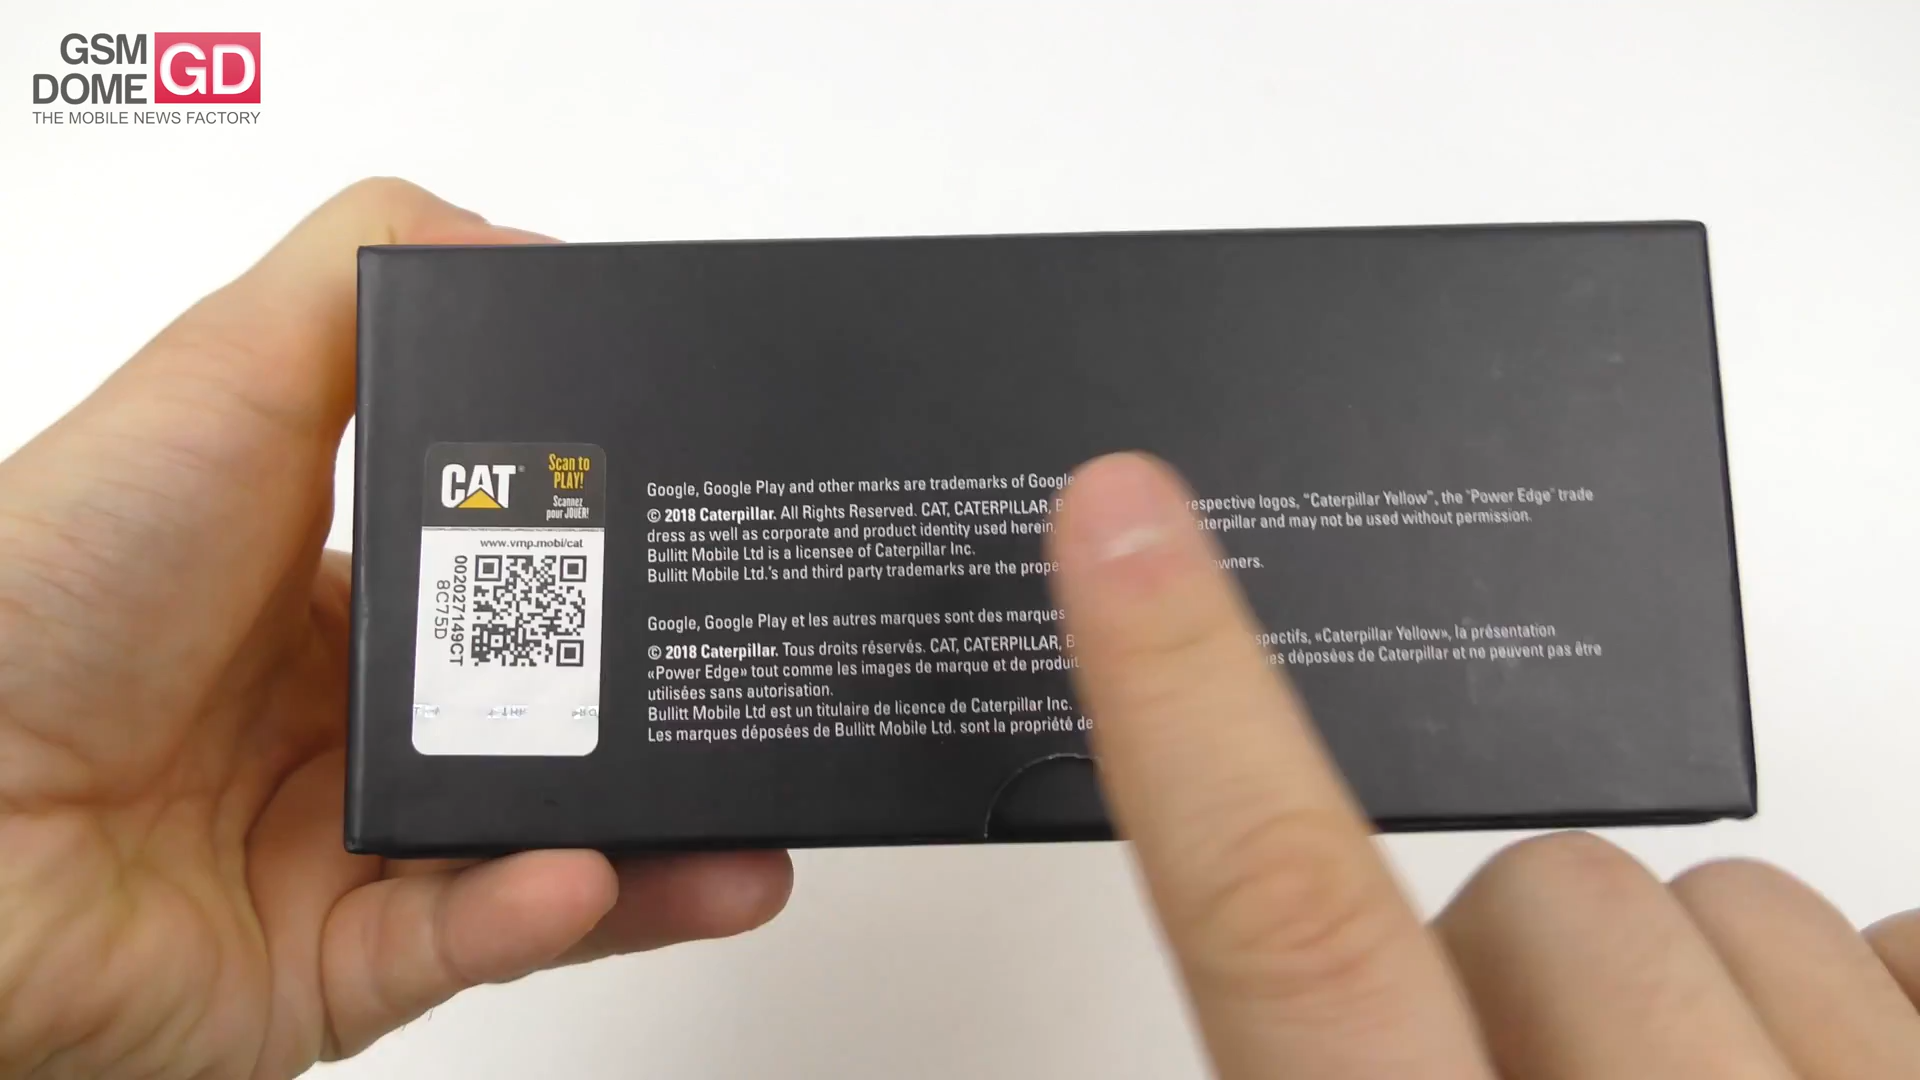 GSM
DOME
GD
THE MOBILE NEWS FACTORY
CAT®
Scan to
PLAY!
Scannez
pour JOUER!
www.vmp.mobi/cat
002027149CT
8C75D
Google, Google Play and other marks are trademarks of Google
© 2018 Caterpillar. All Rights Reserved. CAT, CATERPILLAR, respective logos, "Caterpillar Yellow", the "Power Edge" trade
dress as well as corporate and product identity used herein, Caterpillar and may not be used without permission.
Bullitt Mobile Ltd is a licensee of Caterpillar Inc.
Bullitt Mobile Ltd.'s and third party trademarks are the owners.
Google, Google Play et les autres marques sont des marques
© 2018 Caterpillar. Tous droits réservés. CAT, CATERPILLAR, «Caterpillar Yellow», la présentation
«Power Edge» tout comme les images de marque et de produit déposées de Caterpillar et ne peuvent pas être
utilisées sans autorisation.
Bullitt Mobile Ltd est un titulaire de licence de Caterpillar Inc.
Les marques déposées de Bullitt Mobile Ltd. sont la propriété de